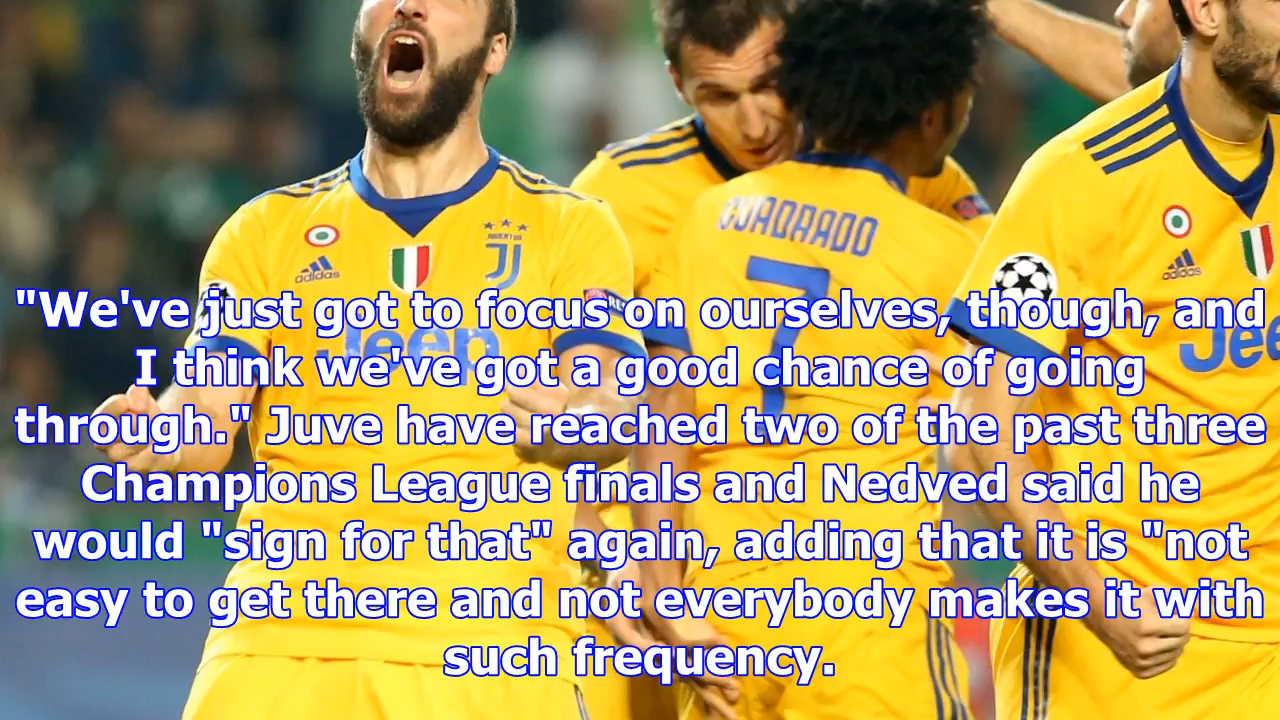 CUADRADO
7
JUVENTUS
adidas
adidas
"We've just got to focus on ourselves, though, and
Jeep
Jee
I think we've got a good chance of going
through." Juve have reached two of the past three
Champions League finals and Nedved said he
would "sign for that" again, adding that it is "not
easy to get there and not everybody makes it with
such frequency.